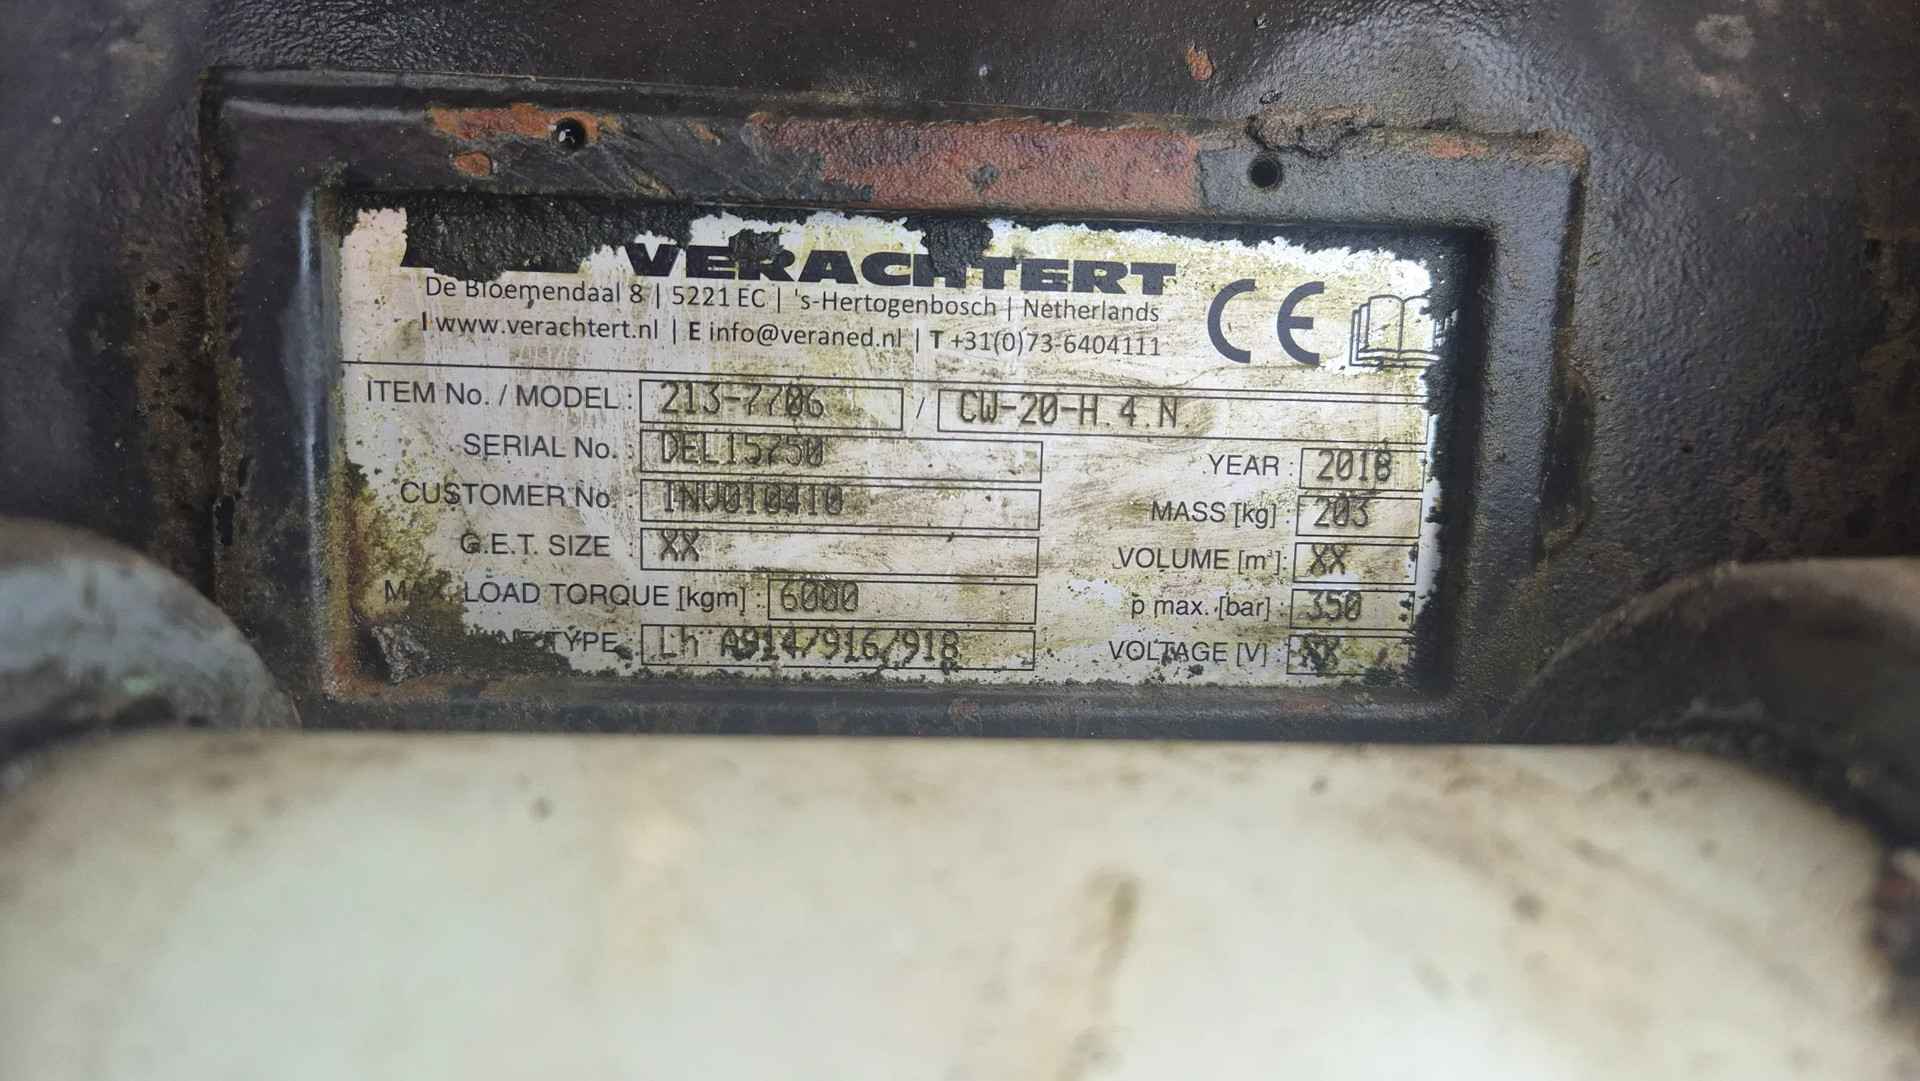 VERACHTERT
De Bloemendaal 8 | 5221 EC | 's-Hertogenbosch | Netherlands
I www.verachtert.nl | E info@veraned.nl | T +31(0)73-6404111
CE
ITEM No. / MODEL : 213-7706 / CW-20-H.4.N.
SERIAL No. : DEL15750 YEAR : 2018
CUSTOMER No. : INV010410 MASS [kg] : 203
G.E.T. SIZE : XX VOLUME [m³]: XX
MAX. LOAD TORQUE [kgm] : 6000 p max. [bar] : 350
TYPE : Lh A914/916/918 VOLTAGE [V] : XX